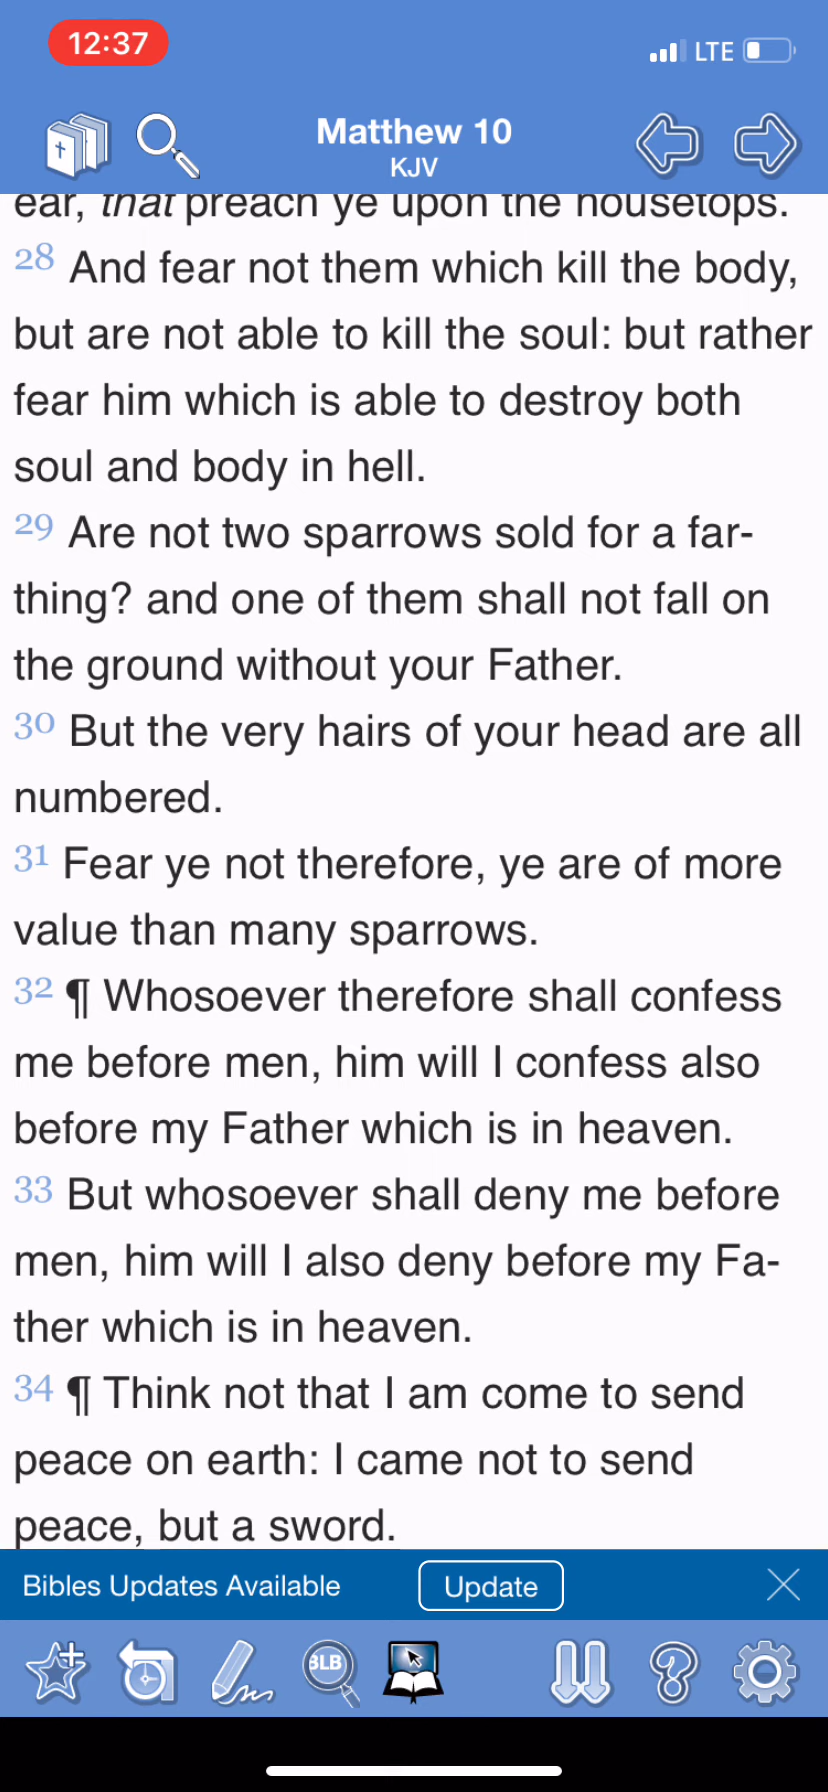 12:37
LTE
Matthew 10
KJV
ear, that preach ye upon the housetops.
28 And fear not them which kill the body,
but are not able to kill the soul: but rather
fear him which is able to destroy both
soul and body in hell.
29 Are not two sparrows sold for a far-
thing? and one of them shall not fall on
the ground without your Father.
30 But the very hairs of your head are all
numbered.
31 Fear ye not therefore, ye are of more
value than many sparrows.
32 ¶ Whosoever therefore shall confess
me before men, him will I confess also
before my Father which is in heaven.
33 But whosoever shall deny me before
men, him will I also deny before my Fa-
ther which is in heaven.
34 ¶ Think not that I am come to send
peace on earth: I came not to send
peace, but a sword.
Bibles Updates Available
Update
BLB